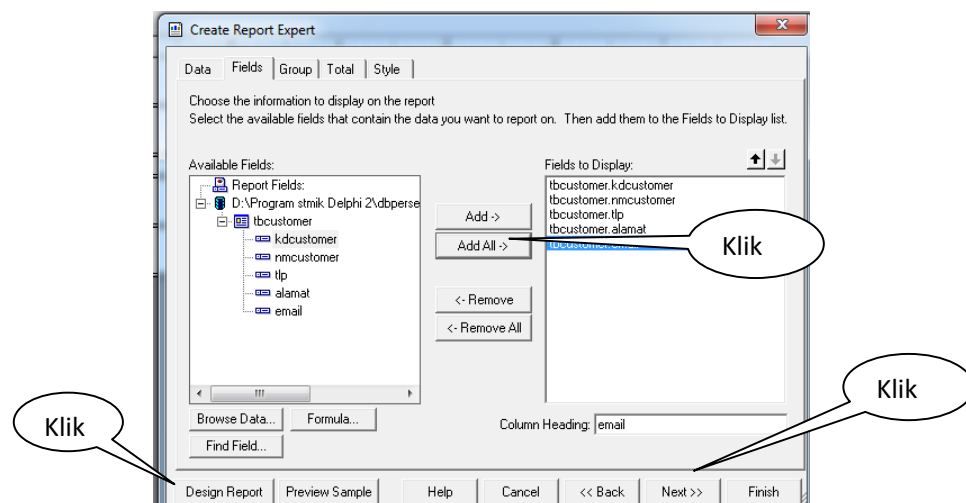 Create Report Expert
Data Fields Group Total Style
Choose the information to display on the report
Select the available fields that contain the data you want to report on. Then add them to the Fields to Display list.
Available Fields:
Report Fields:
D:\Program stmik Delphi 2\dbperse
tbcustomer
kdcustomer
nmcustomer
tlp
alamat
email
Add ->
Add All ->
<- Remove
<- Remove All
Fields to Display:
tbcustomer.kdcustomer
tbcustomer.nmcustomer
tbcustomer.tlp
tbcustomer.alamat
Klik
Klik
Klik
Browse Data...
Formula...
Find Field...
Column Heading: email
Design Report
Preview Sample
Help
Cancel
<< Back
Next >>
Finish